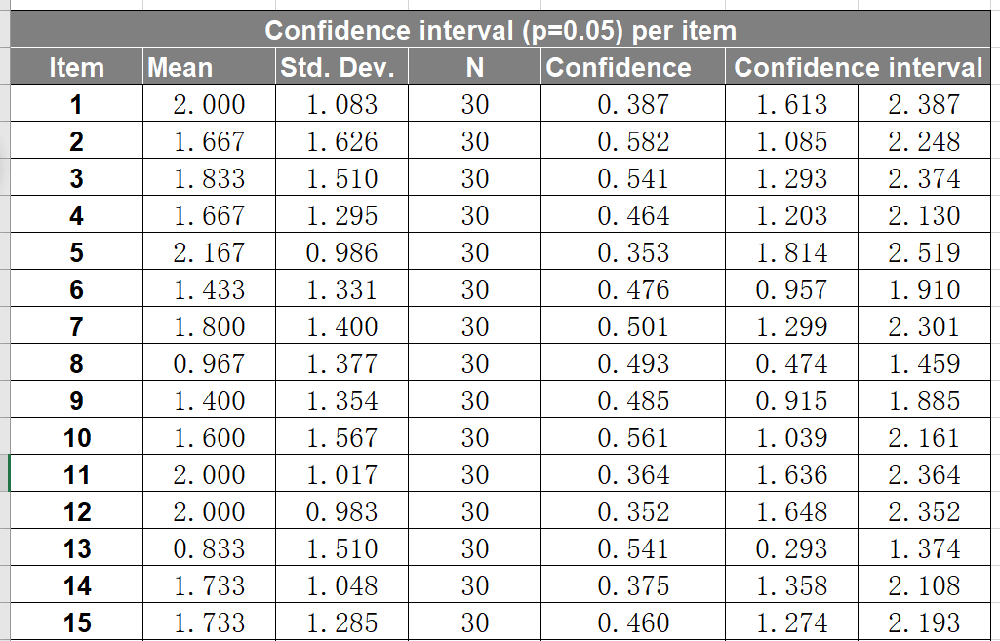 Confidence interval (p=0.05) per item
Item Mean Std. Dev. N Confidence Confidence interval
1 2.000 1.083 30 0.387 1.613 2.387
2 1.667 1.626 30 0.582 1.085 2.248
3 1.833 1.510 30 0.541 1.293 2.374
4 1.667 1.295 30 0.464 1.203 2.130
5 2.167 0.986 30 0.353 1.814 2.519
6 1.433 1.331 30 0.476 0.957 1.910
7 1.800 1.400 30 0.501 1.299 2.301
8 0.967 1.377 30 0.493 0.474 1.459
9 1.400 1.354 30 0.485 0.915 1.885
10 1.600 1.567 30 0.561 1.039 2.161
11 2.000 1.017 30 0.364 1.636 2.364
12 2.000 0.983 30 0.352 1.648 2.352
13 0.833 1.510 30 0.541 0.293 1.374
14 1.733 1.048 30 0.375 1.358 2.108
15 1.733 1.285 30 0.460 1.274 2.193